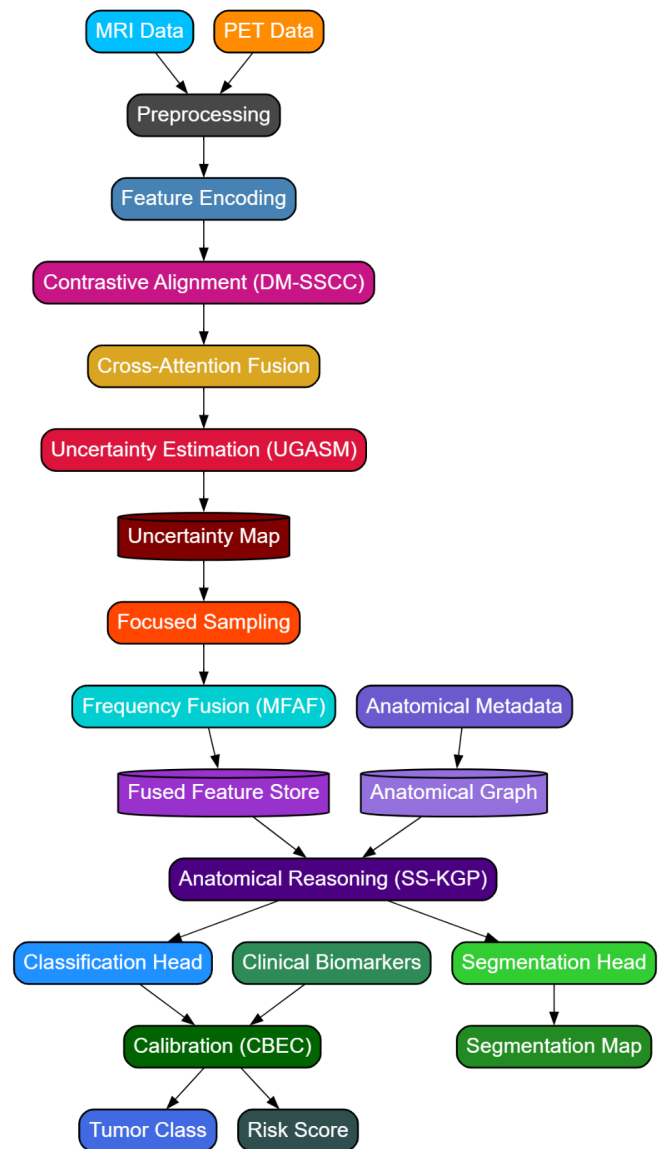 MRI Data
PET Data
Preprocessing
Feature Encoding
Contrastive Alignment (DM-SSCC)
Cross-Attention Fusion
Uncertainty Estimation (UGASM)
Uncertainty Map
Focused Sampling
Frequency Fusion (MFAF)
Anatomical Metadata
Fused Feature Store
Anatomical Graph
Anatomical Reasoning (SS-KGP)
Classification Head
Clinical Biomarkers
Segmentation Head
Calibration (CBEC)
Segmentation Map
Tumor Class
Risk Score